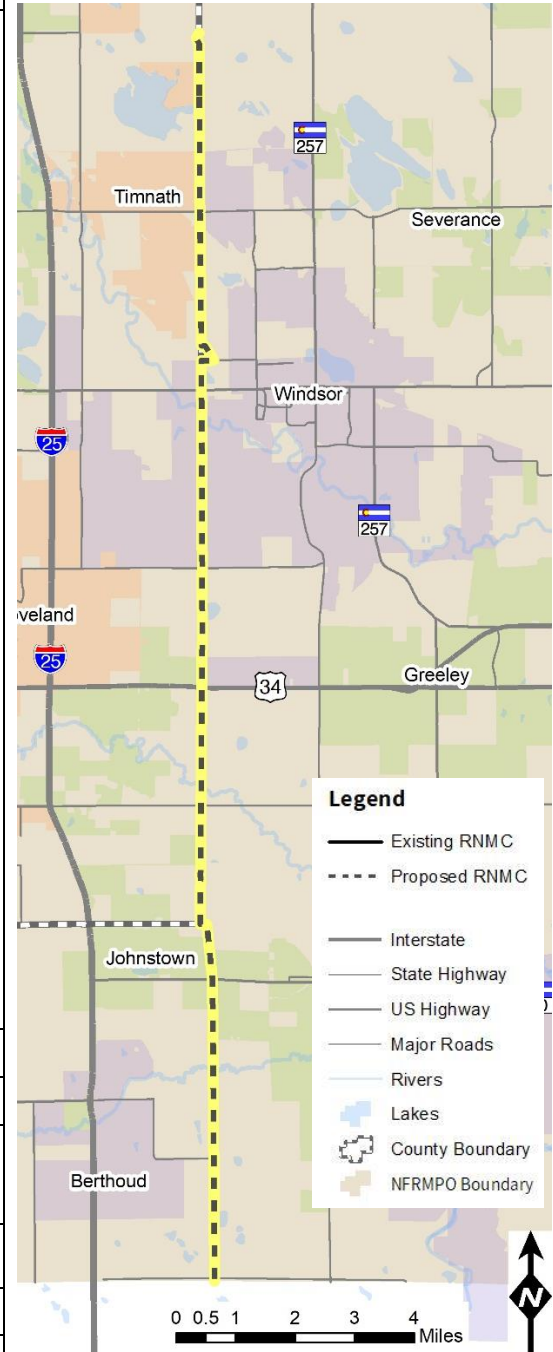 257
Timnath
Severance
Windsor
25
257
oveland
25
Greeley
34
Legend
Existing RNMC
Proposed RNMC
Interstate
State Highway
US Highway
Major Roads
Rivers
Lakes
County Boundary
NFRMPO Boundary
Johnstown
Berthoud
0 0.5 1 2 3 4
Miles
N